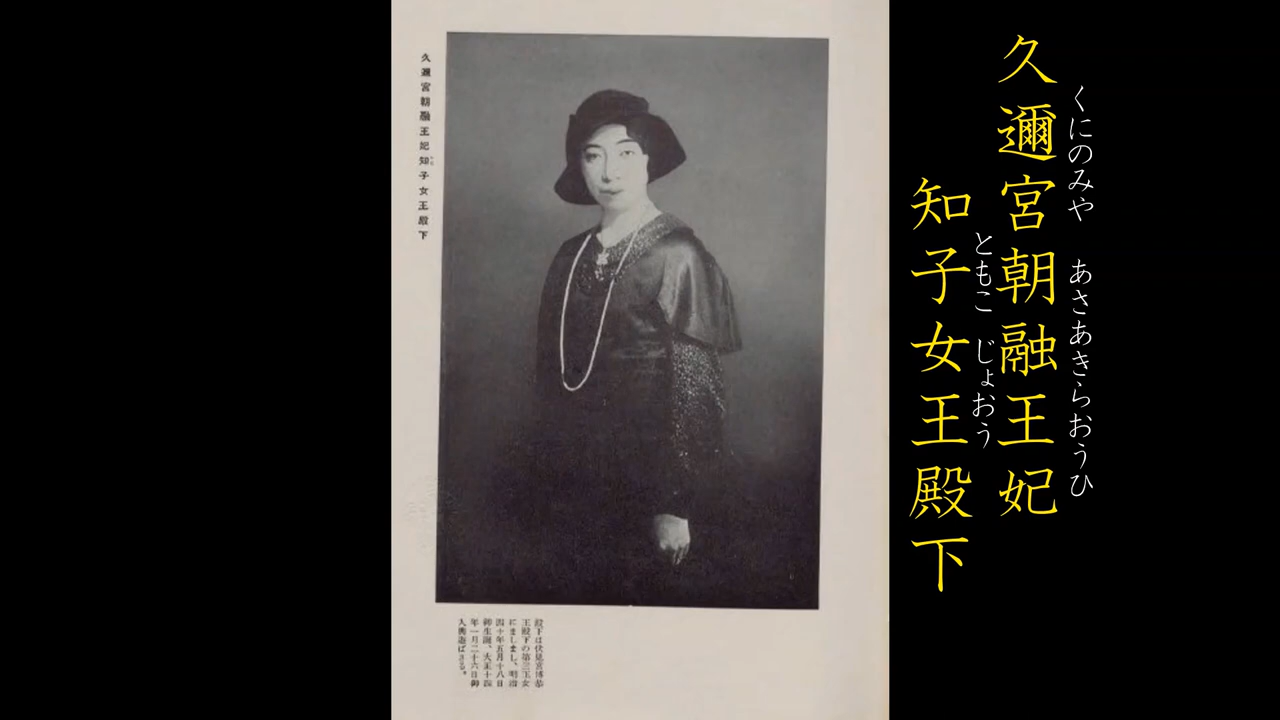 久邇宮朝融王妃
くにのみや あさあきらおうひ
知子女王殿下
ともこ じょおう
久邇宮朝融王妃知子女王殿下
殿下は伏見宮博恭
王殿下の第三王女
にましまし、明治
四十年五月十八日
御生誕、大正十四
年一月二十六日御
入輿遊ばさる。